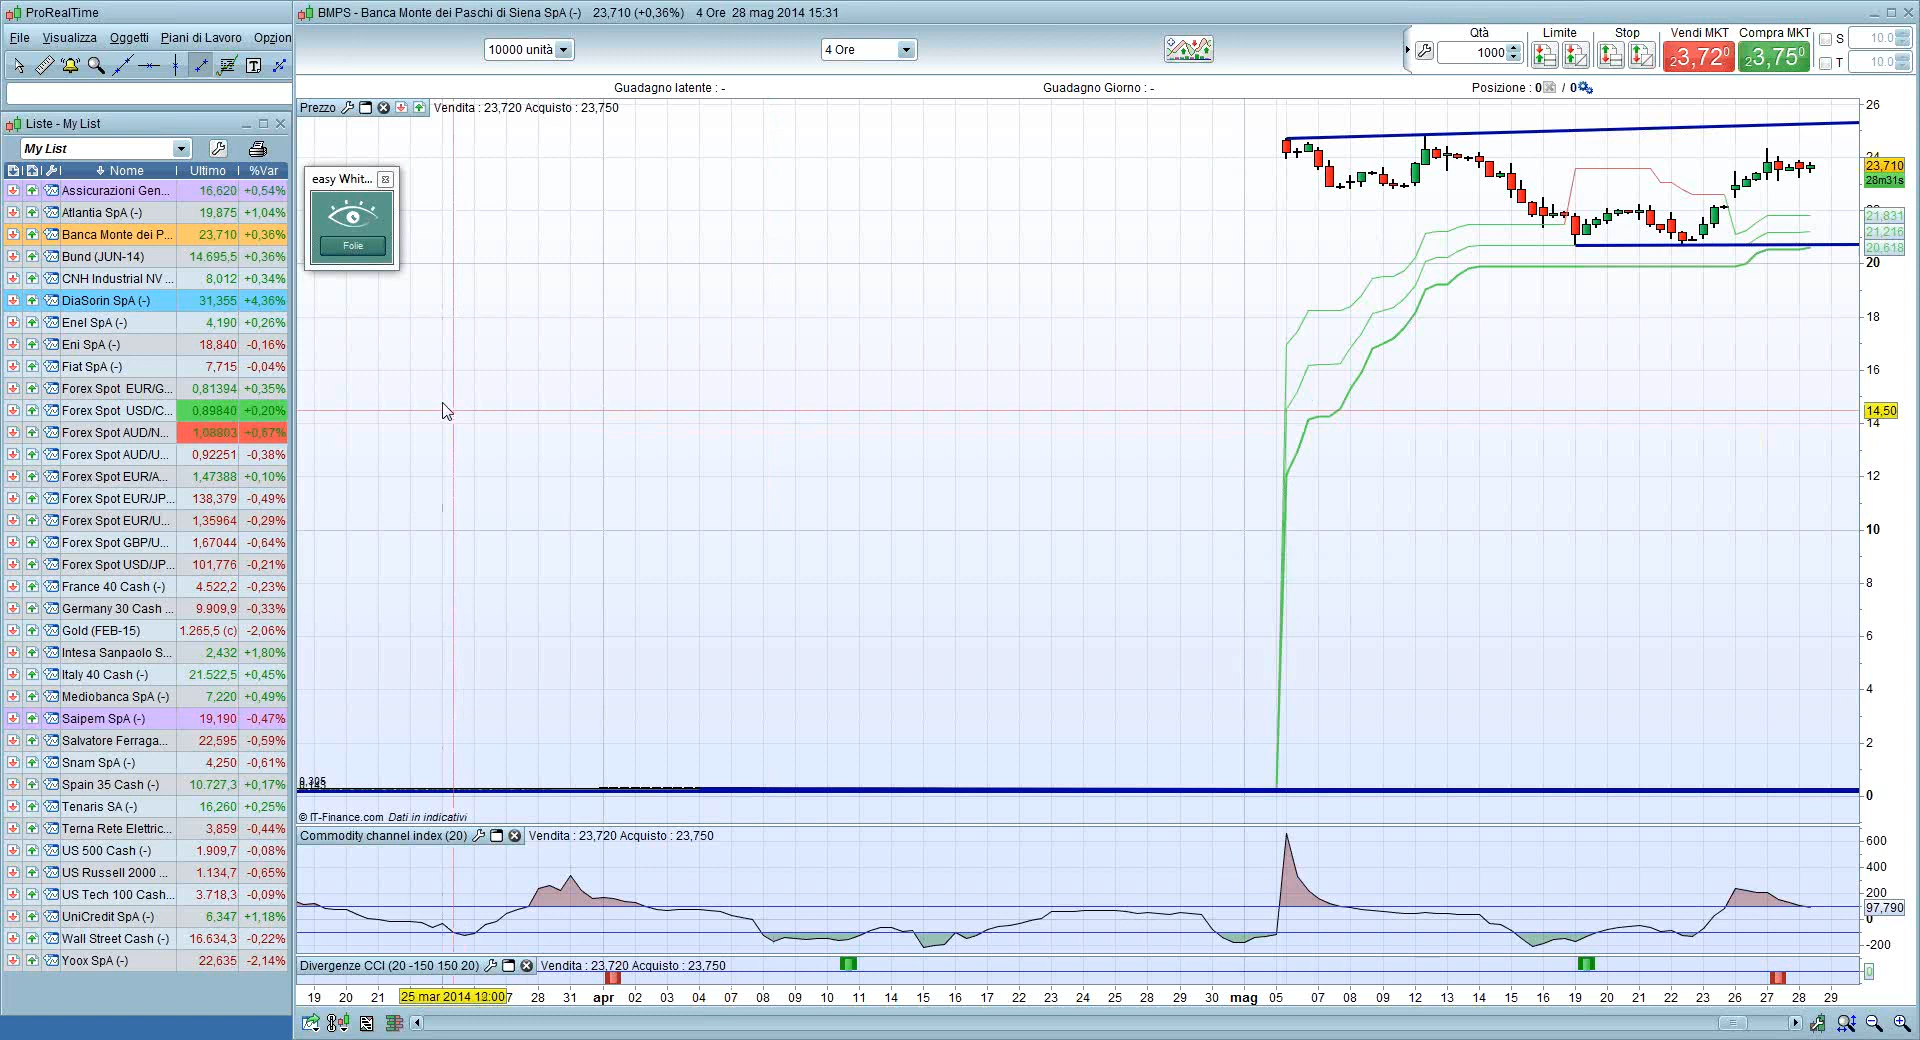 ProRealTime
File Visualizza Oggetti Piani di Lavoro Opzion
Liste - My List
My List
Nome Ultimo %Var
Assicurazioni Gen... 16,620 +0,54%
Atlantia SpA (-) 19,875 +1,04%
Banca Monte dei P... 23,710 +0,36%
Bund (JUN-14) 14.695,5 +0,36%
CNH Industrial NV ... 8,012 +0,34%
DiaSorin SpA (-) 31,355 +4,36%
Enel SpA (-) 4,190 +0,26%
Eni SpA (-) 18,840 -0,16%
Fiat SpA (-) 7,715 -0,04%
Forex Spot EUR/G... 0,81394 +0,35%
Forex Spot USD/C... 0,89840 +0,20%
Forex Spot AUD/N... 1,08803 +0,67%
Forex Spot AUD/U... 0,92251 -0,38%
Forex Spot EUR/A... 1,47388 +0,10%
Forex Spot EUR/JP... 138,379 -0,49%
Forex Spot EUR/U... 1,35964 -0,29%
Forex Spot GBP/U... 1,67044 -0,64%
Forex Spot USD/JP... 101,776 -0,21%
France 40 Cash (-) 4.522,2 -0,23%
Germany 30 Cash ... 9.909,9 -0,33%
Gold (FEB-15) 1.265,5 (c) -2,06%
Intesa Sanpaolo S... 2,432 +1,80%
Italy 40 Cash (-) 21.522,5 +0,45%
Mediobanca SpA (-) 7,220 +0,49%
Saipem SpA (-) 19,190 -0,47%
Salvatore Ferraga... 22,595 -0,59%
Snam SpA (-) 4,250 -0,61%
Spain 35 Cash (-) 10.727,3 +0,17%
Tenaris SA (-) 16,260 +0,25%
Terna Rete Elettric... 3,859 -0,44%
US 500 Cash (-) 1.909,7 -0,08%
US Russell 2000 ... 1.134,7 -0,65%
US Tech 100 Cash... 3.718,3 -0,09%
UniCredit SpA (-) 6,347 +1,18%
Wall Street Cash (-) 16.634,3 -0,22%
Yoox SpA (-) 22,635 -2,14%
BMPS - Banca Monte dei Paschi di Siena SpA (-) 23,710 (+0,36%) 4 Ore 28 mag 2014 15:31
10000 unità 4 Ore
Qtà Limite Stop Vendi MKT Compra MKT
1000 23,720 23,750
S 10.0
T 10.0
Guadagno latente : - Guadagno Giorno : - Posizione : 0 / 0
Prezzo Vendita : 23,720 Acquisto : 23,750
easy Whit...
Folie
26
24
23,710
28m31s
22
21,831
21,216
20,618
20
18
16
14,50
14
12
10
8
6
4
2
0
0.305
© IT-Finance.com Dati in indicativi
Commodity channel index (20) Vendita : 23,720 Acquisto : 23,750
600
400
200
97,790
0
-200
Divergenze CCI (20 -150 150 20) Vendita : 23,720 Acquisto : 23,750
0
19 20 21 25 mar 2014 12:00 28 31 apr 02 03 04 07 08 09 10 11 14 15 16 17 22 23 24 25 28 29 30 mag 05 07 08 09 12 13 14 15 16 19 20 21 22 23 26 27 28 29